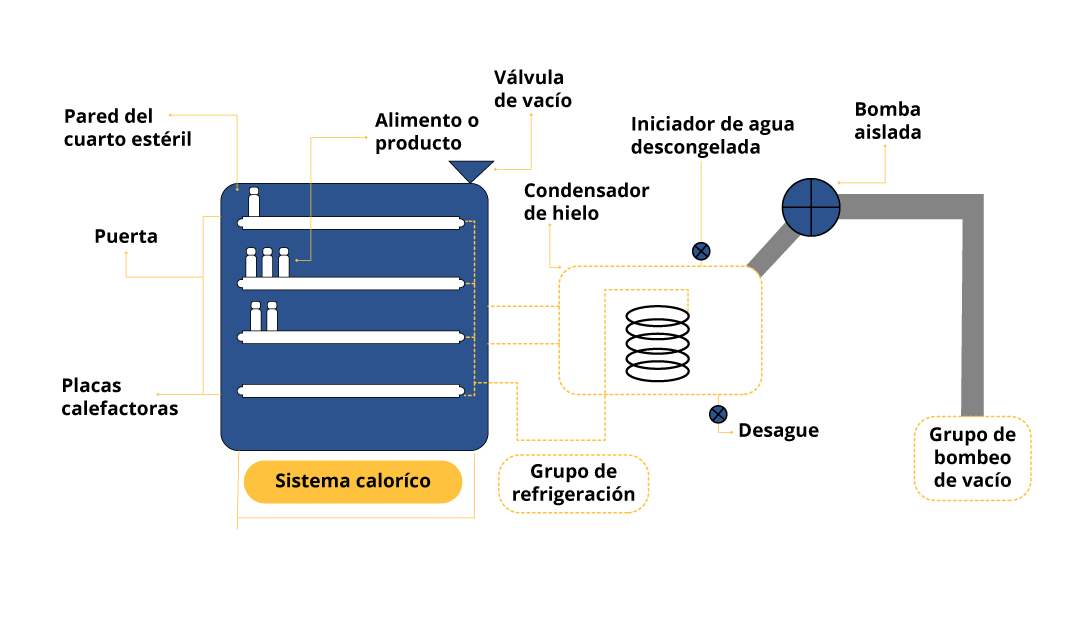 Válvula
de vacío
Pared del
cuarto estéril
Alimento o
producto
Iniciador de agua
descongelada
Bomba
aislada
Condensador
de hielo
Puerta
Placas
calefactoras
Desague
Sistema caloríco
Grupo de
refrigeración
Grupo de
bombeo
de vacío